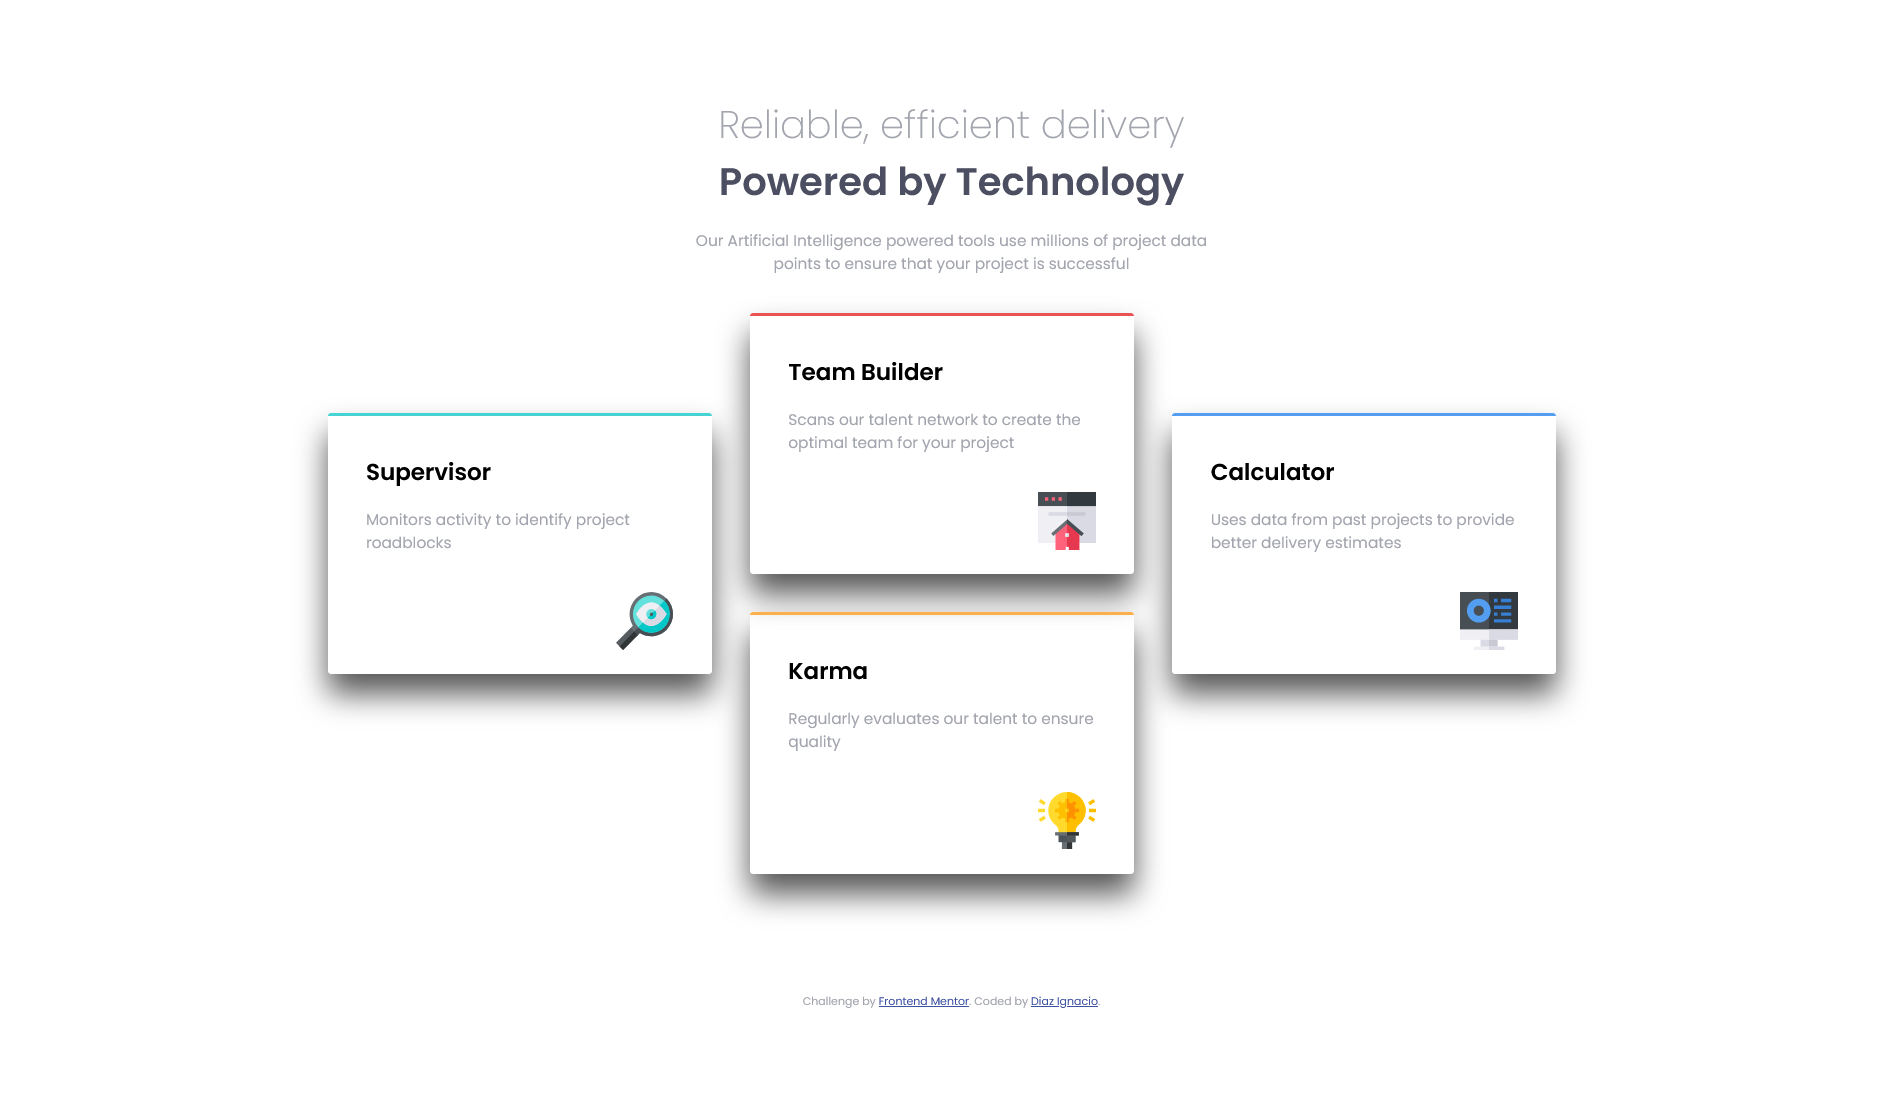 Reliable, efficient delivery
Powered by Technology
Our Artificial Intelligence powered tools use millions of project data
points to ensure that your project is successful
Supervisor
Monitors activity to identify project
roadblocks
Team Builder
Scans our talent network to create the
optimal team for your project
Karma
Regularly evaluates our talent to ensure
quality
Calculator
Uses data from past projects to provide
better delivery estimates
Challenge by Frontend Mentor. Coded by Diaz Ignacio.